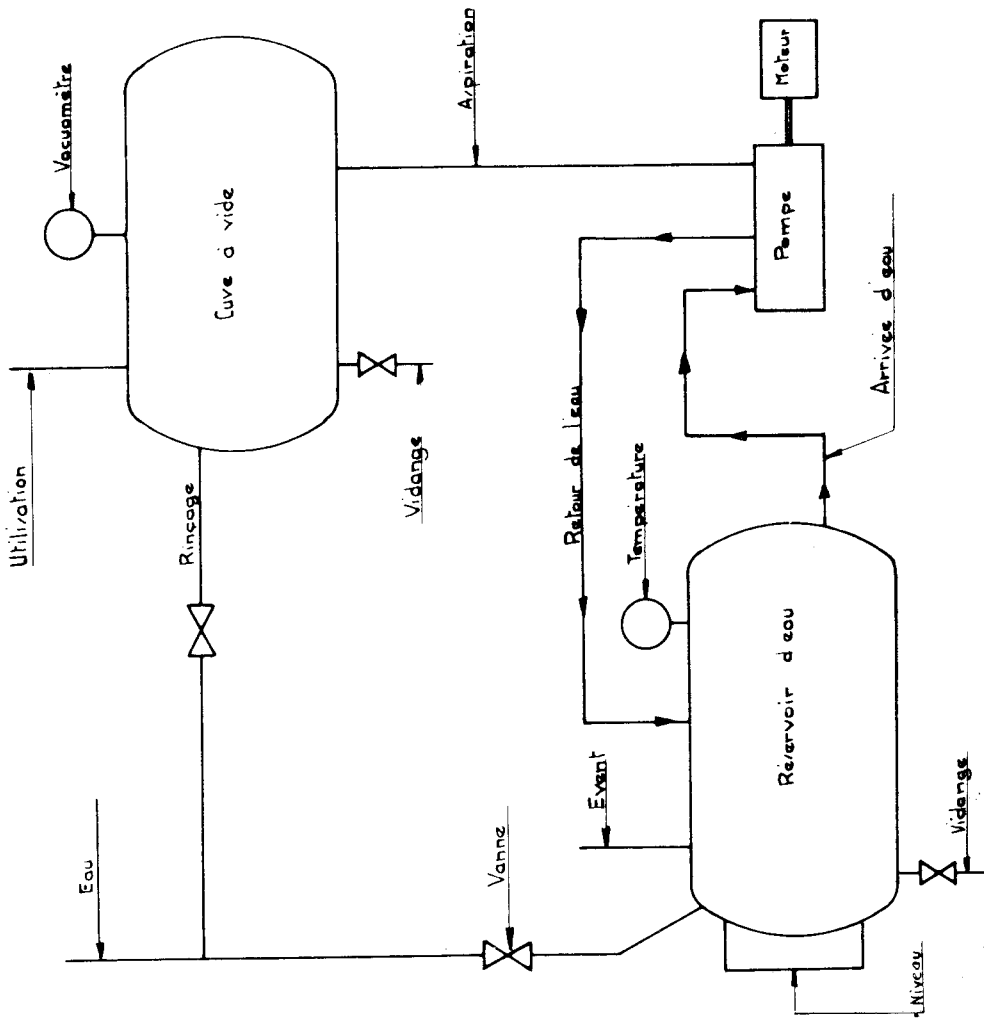 Vacuomètre
Aspiration
Moteur
Cuve à vide
Pompe
Utilisation
Rinçage
Vidange
Retour de l'eau
Arrivée d'eau
Température
Eau
Vanne
Event
Réservoir d'eau
Vidange
Niveau